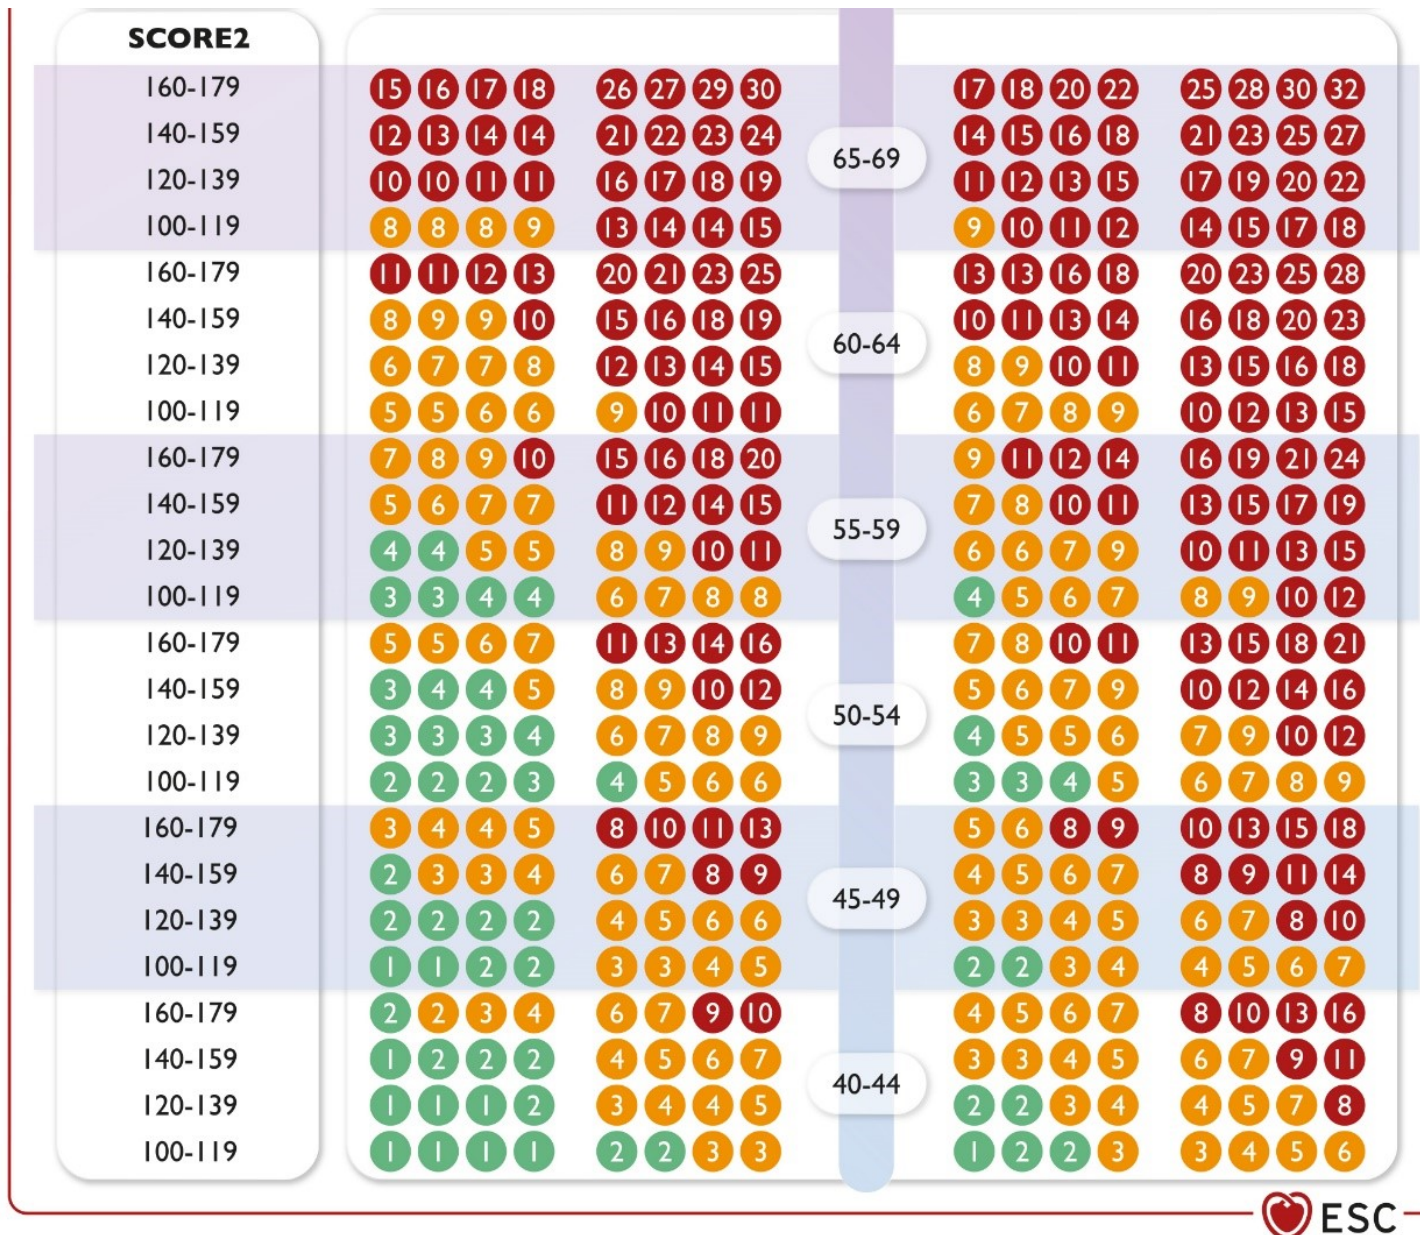 SCORE2
160-179 15 16 17 18 26 27 29 30 17 18 20 22 25 28 30 32
140-159 12 13 14 14 21 22 23 24 14 15 16 18 21 23 25 27
65-69
120-139 10 10 11 11 16 17 18 19 11 12 13 15 17 19 20 22
100-119 8 8 8 9 13 14 14 15 9 10 11 12 14 15 17 18
160-179 11 11 12 13 20 21 23 25 13 13 16 18 20 23 25 28
140-159 8 9 9 10 15 16 18 19 10 11 13 14 16 18 20 23
60-64
120-139 6 7 7 8 12 13 14 15 8 9 10 11 13 15 16 18
100-119 5 5 6 6 9 10 11 11 6 7 8 9 10 12 13 15
160-179 7 8 9 10 15 16 18 20 9 11 12 14 16 19 21 24
140-159 5 6 7 7 11 12 14 15 7 8 10 11 13 15 17 19
55-59
120-139 4 4 5 5 8 9 10 11 6 6 7 9 10 11 13 15
100-119 3 3 4 4 6 7 8 8 4 5 6 7 8 9 10 12
160-179 5 5 6 7 11 13 14 16 7 8 10 11 13 15 18 21
140-159 3 4 4 5 8 9 10 12 5 6 7 9 10 12 14 16
50-54
120-139 3 3 3 4 6 7 8 9 4 5 5 6 7 9 10 12
100-119 2 2 2 3 4 5 6 6 3 3 4 5 6 7 8 9
160-179 3 4 4 5 8 10 11 13 5 6 8 9 10 13 15 18
140-159 2 3 3 4 6 7 8 9 4 5 6 7 8 9 11 14
45-49
120-139 2 2 2 2 4 5 6 6 3 3 4 5 6 7 8 10
100-119 1 1 2 2 3 3 4 5 2 2 3 4 4 5 6 7
160-179 2 2 3 4 6 7 9 10 4 5 6 7 8 10 13 16
140-159 1 2 2 2 4 5 6 7 3 3 4 5 6 7 9 11
40-44
120-139 1 1 1 2 3 4 4 5 2 2 3 4 4 5 7 8
100-119 1 1 1 1 2 2 3 3 1 2 2 3 3 4 5 6
ESC